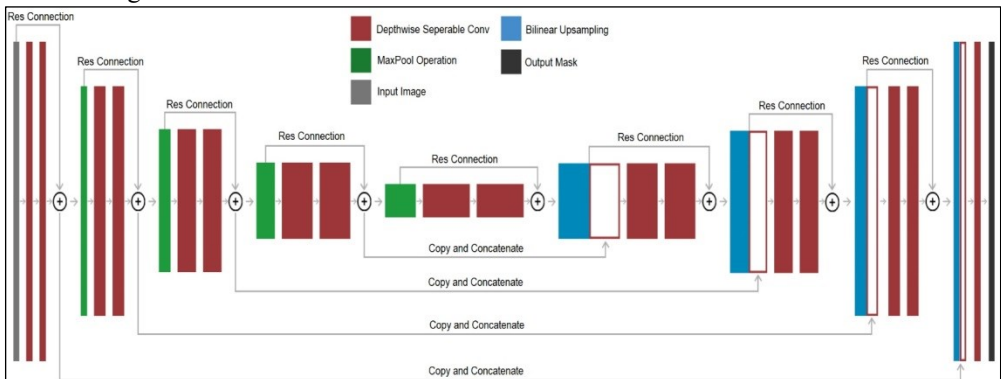 Res Connection
Depthwise Seperable Conv
Bilinear Upsampling
MaxPool Operation
Output Mask
Input Image
Res Connection
Res Connection
Res Connection
Res Connection
Res Connection
Res Connection
Res Connection
Res Connection
Copy and Concatenate
Copy and Concatenate
Copy and Concatenate
Copy and Concatenate